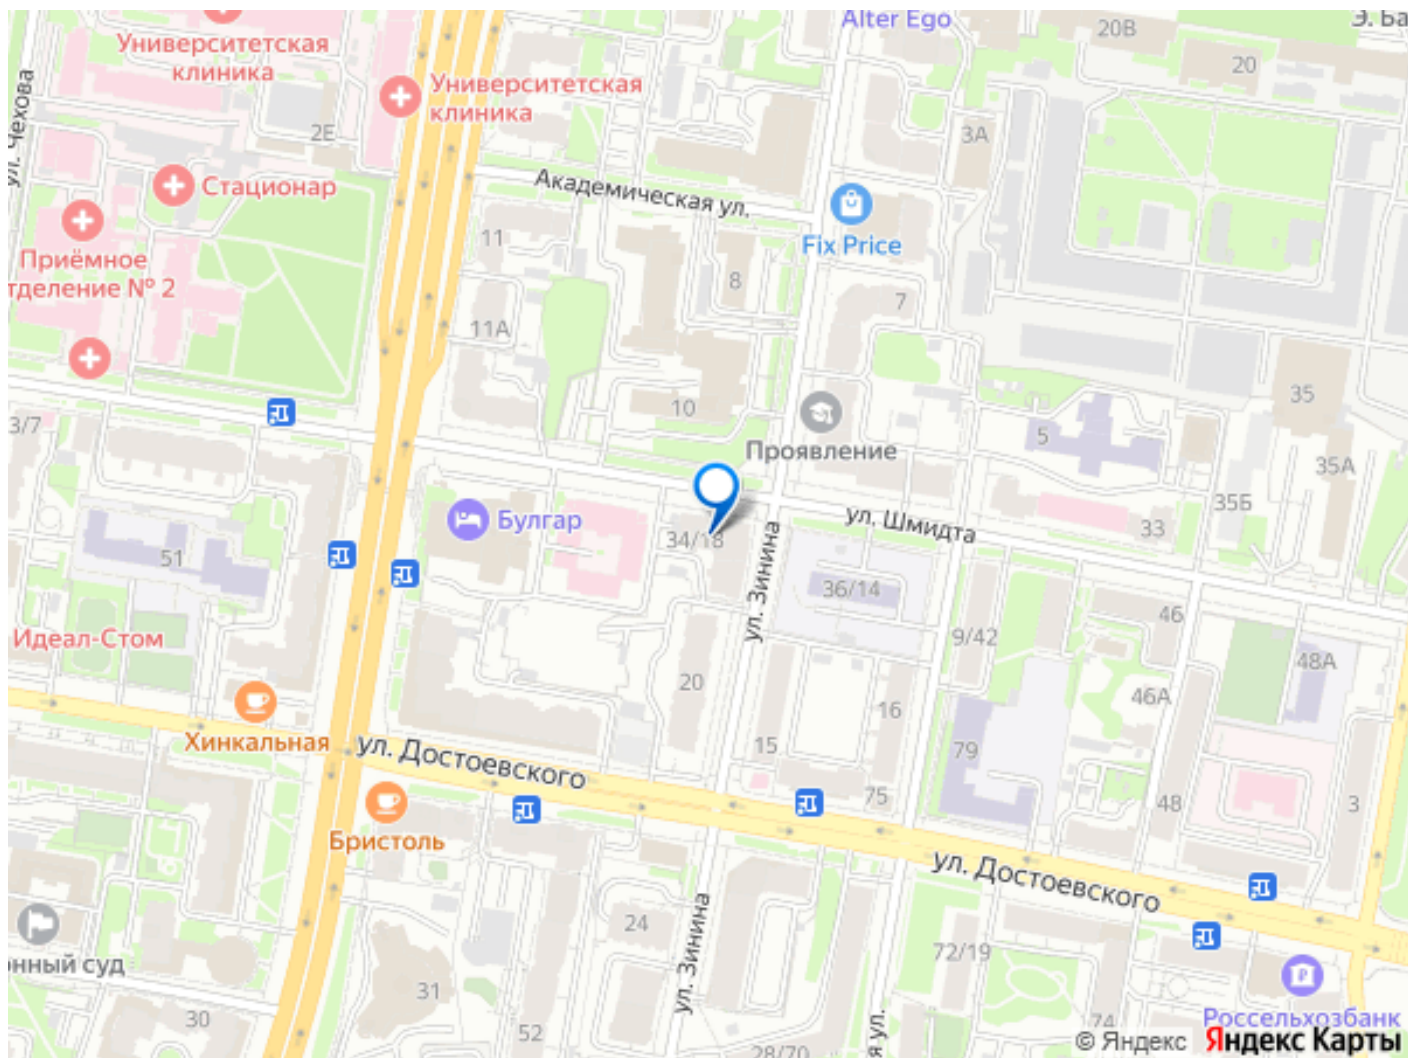 Alter Ego
Э. Ба
20В
Университетская
клиника
20
ул. Чехова
Университетская
клиника
2Е
3А
Стационар
Академическая ул.
11
Fix Price
Приёмное
тделение № 2
8
7
11А
35
10
3/7
5
Проявление
35А
35Б
Булгар
ул. Шмидта
33
34/18
51
ул. Зинина
36/14
46
9/42
Идеал-Стом
48А
20
46А
16
Хинкальная
ул. Достоевского
15
79
75
48
3
Бристоль
ул. Достоевского
24
ул. Зинина
72/19
онный суд
31
30
52
74
Россельхозбанк
28/70
я ул.
© Яндекс Яндекс Карты